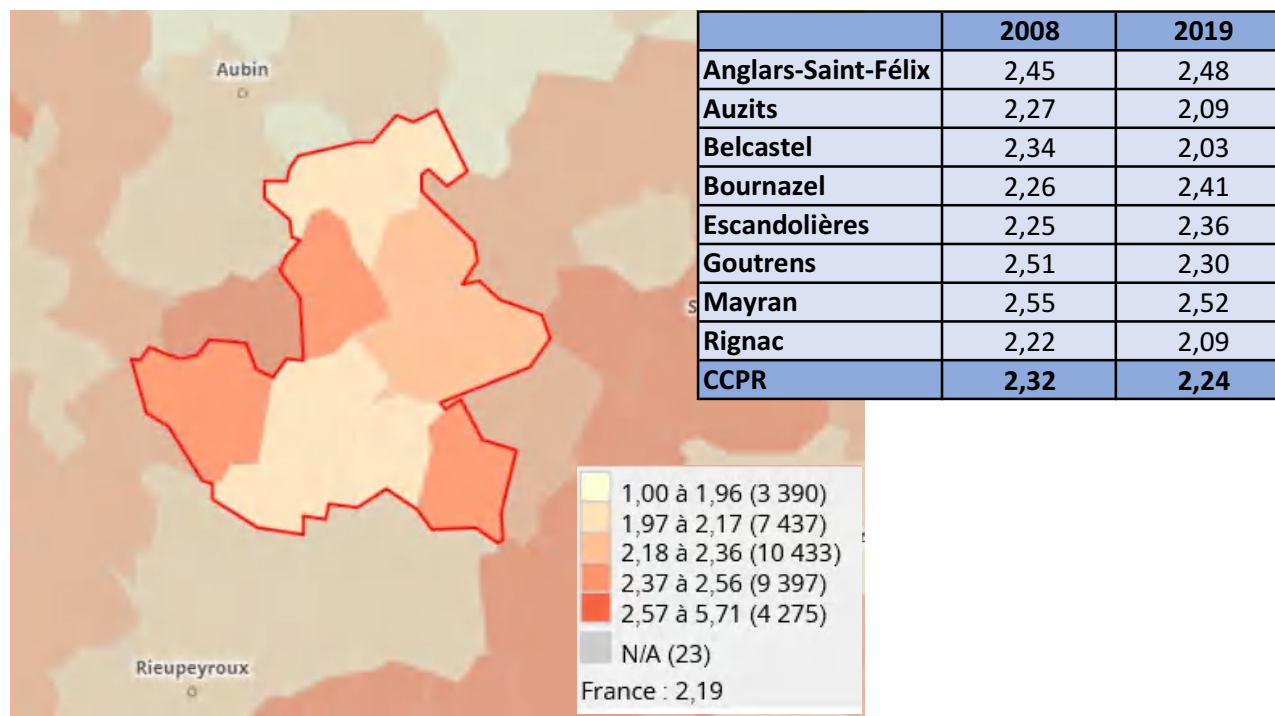 Aubin
Rieupeyroux
S
2008 2019
Anglars-Saint-Félix 2,45 2,48
Auzits 2,27 2,09
Belcastel 2,34 2,03
Bournazel 2,26 2,41
Escandolières 2,25 2,36
Goutrens 2,51 2,30
Mayran 2,55 2,52
Rignac 2,22 2,09
CCPR 2,32 2,24
1,00 à 1,96 (3 390)
1,97 à 2,17 (7 437)
2,18 à 2,36 (10 433)
2,37 à 2,56 (9 397)
2,57 à 5,71 (4 275)
N/A (23)
France : 2,19